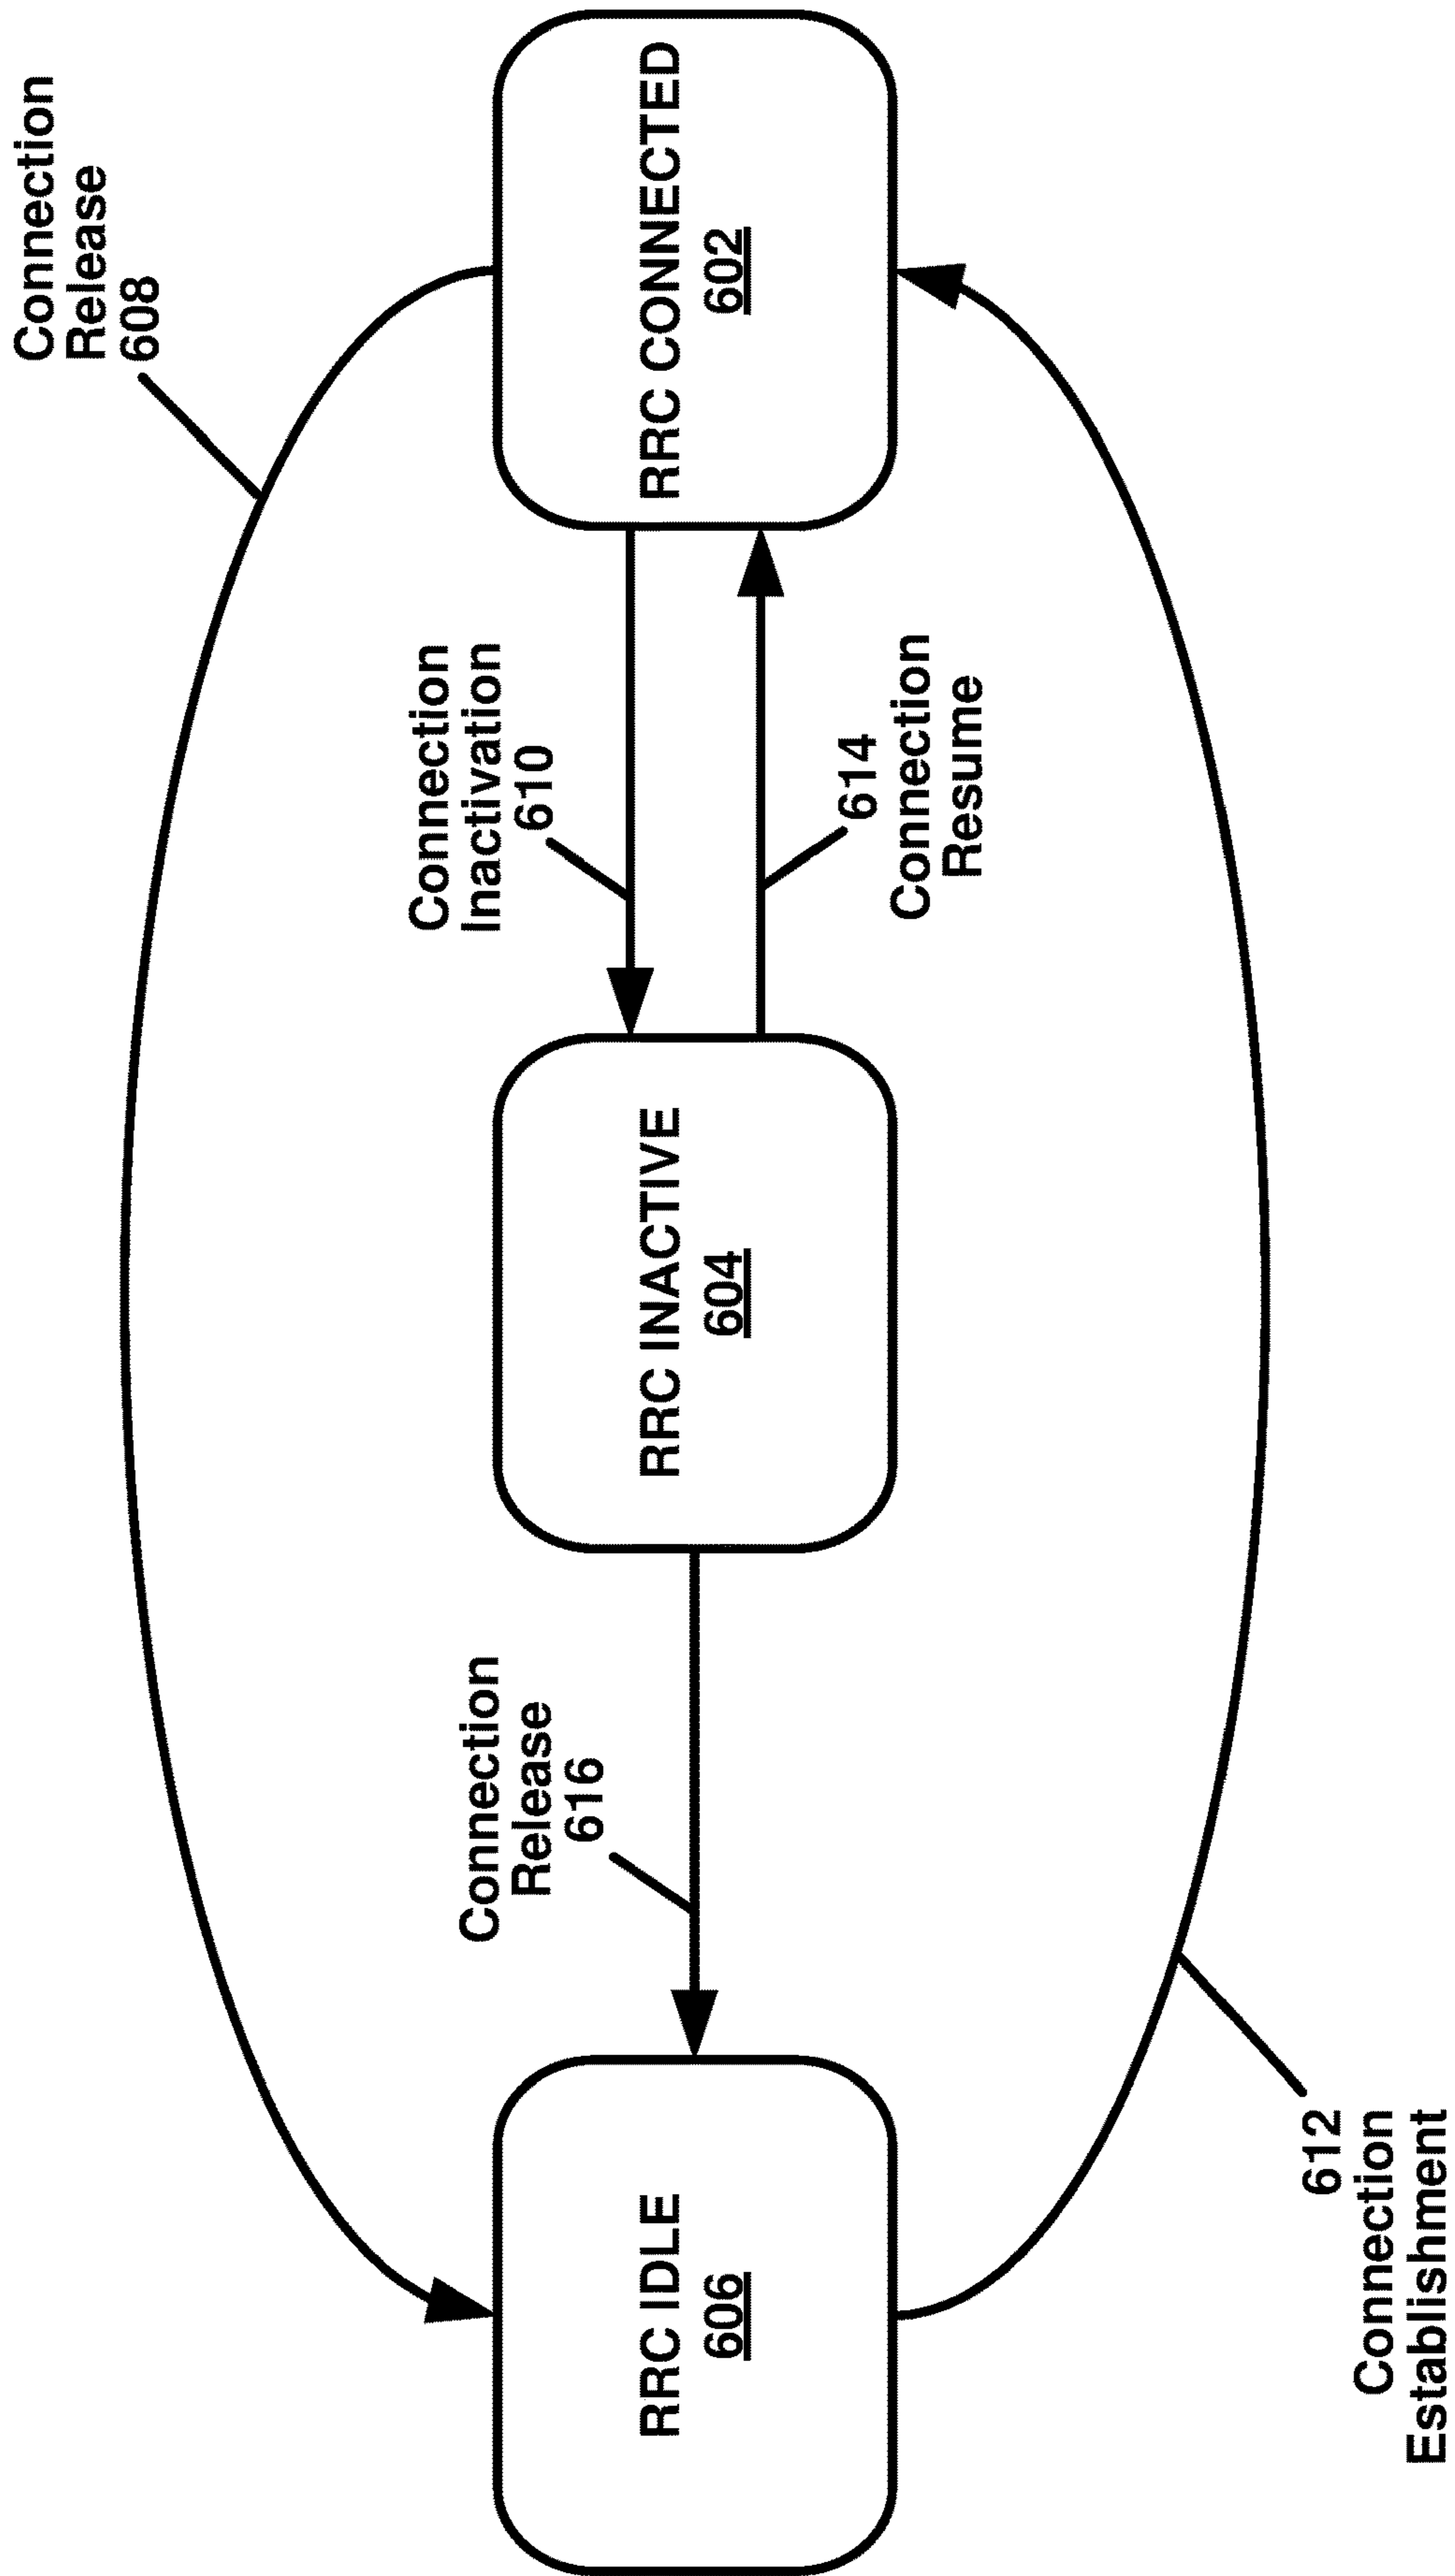 Connection
Release
608
Connection
Inactivation
610
Connection
Release
616
RRC IDLE
606
RRC INACTIVE
604
RRC CONNECTED
602
614
Connection
Resume
612
Connection
Establishment